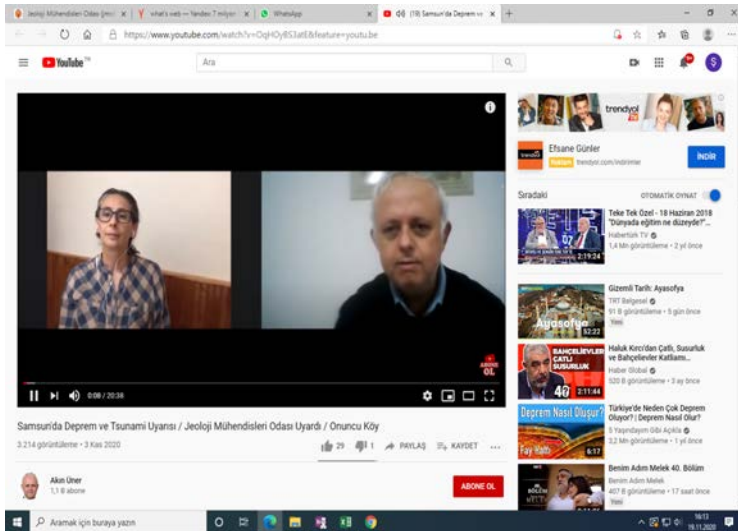 Jeoloji Mühendisleri Odası (jmo)
what's web — Yandex: 7 milyon
WhatsApp
(19) Samsun'da Deprem ve
https://www.youtube.com/watch?v=OqHOyBS3atE&feature=youtu.be
YouTube TR
Ara
S
i
ABONE OL
0:08 / 20:38
Samsun'da Deprem ve Tsunami Uyarısı / Jeoloji Mühendisleri Odası Uyardı / Onuncu Köy
3.214 görüntüleme • 3 Kas 2020
29
1
PAYLAŞ
KAYDET
Akın Üner
1,1 B abone
ABONE OL
trendyol
Efsane Günler
Reklam trendyol.com/indirimler
İNDİR
Sıradaki
OTOMATİK OYNAT
2:19:24
Teke Tek Özel - 18 Haziran 2018
"Dünyada eğitim ne düzeyde?"...
Habertürk TV
1,4 Mn görüntüleme • 2 yıl önce
Ayasofya
52:22
Gizemli Tarih: Ayasofya
TRT Belgesel
91 B görüntüleme • 5 gün önce
Yeni
BAHÇELİEVLER
ÇATLI
SUSURLUK
2:11:44
Haluk Kırcı'dan Çatlı, Susurluk
ve Bahçelievler Katliamı...
Haber Global
520 B görüntüleme • 3 ay önce
Deprem Nasıl Oluşur?
Fay Hattı
6:17
Türkiye'de Neden Çok Deprem
Oluyor? | Deprem Nasıl Olur?
5 Yaşındayım Gibi Açıkla
3,2 Mn görüntüleme • 1 yıl önce
40.
BÖLÜM
Benim Adım Melek 40. Bölüm
Benim Adım Melek
407 B görüntüleme • 17 saat önce
Yeni
Aramak için buraya yazın
16:13
19.11.2020